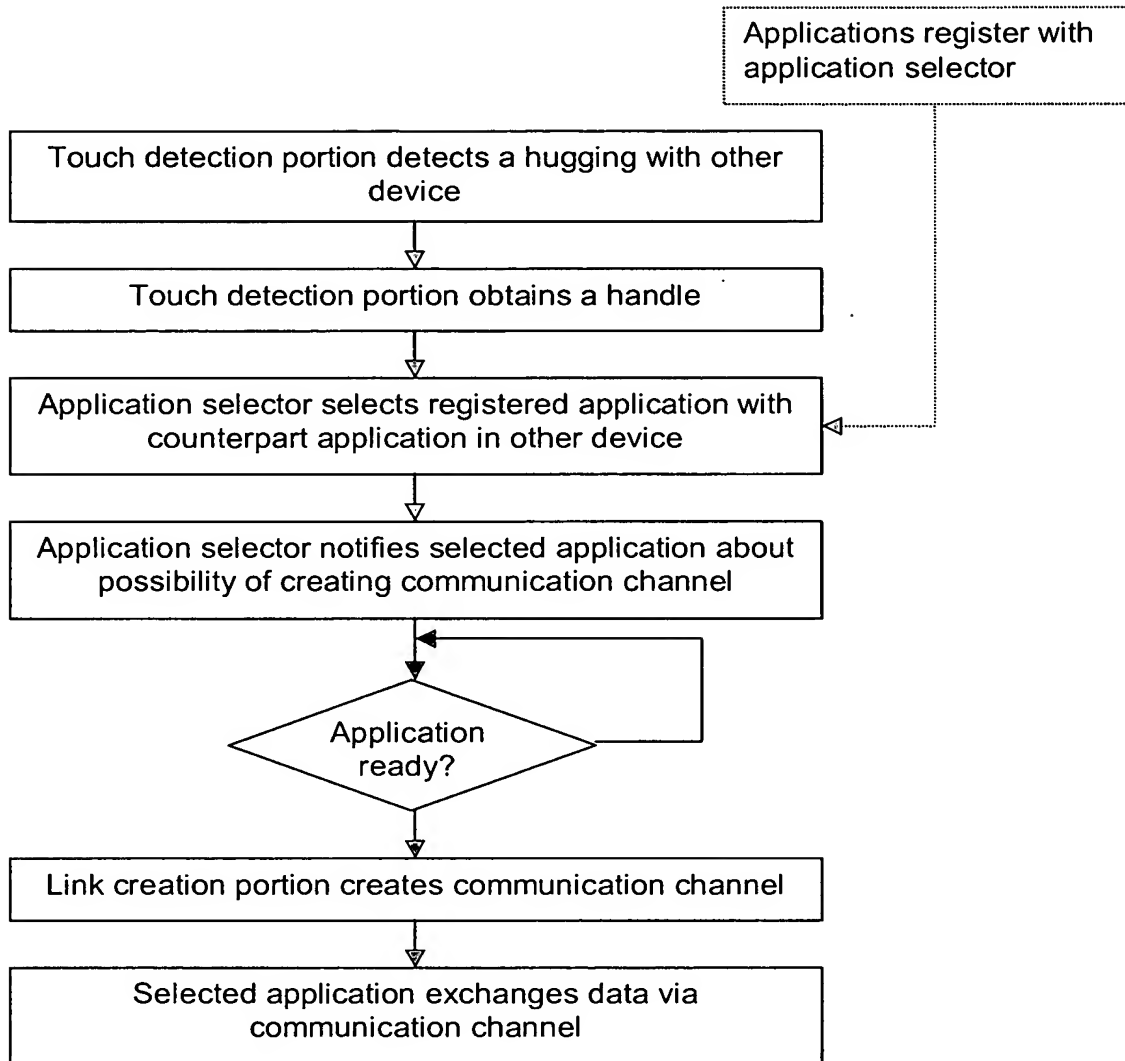 Applications register with
application selector
Touch detection portion detects a hugging with other
device
Touch detection portion obtains a handle
Application selector selects registered application with
counterpart application in other device
Application selector notifies selected application about
possibility of creating communication channel
Application
ready?
Link creation portion creates communication channel
Selected application exchanges data via
communication channel